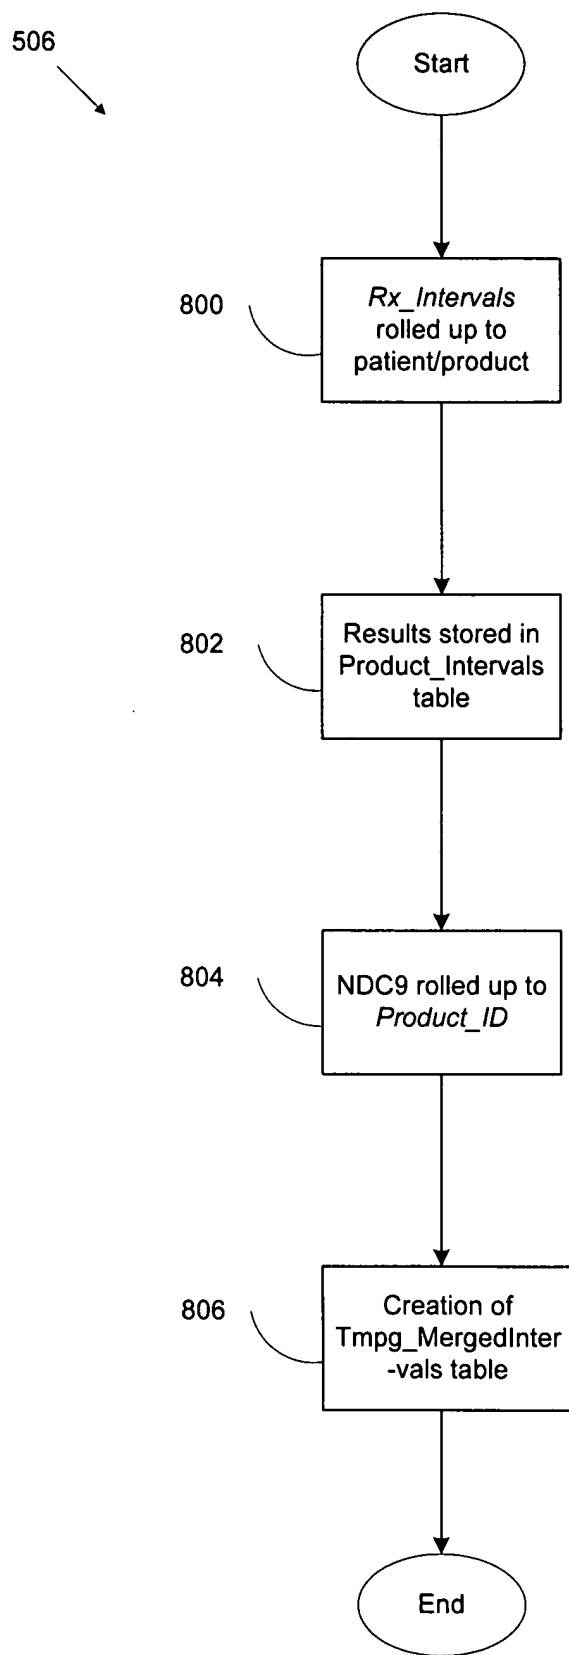 506
Start
800
Rx_Intervals
rolled up to
patient/product
802
Results stored in
Product_Intervals
table
804
NDC9 rolled up to
Product_ID
806
Creation of
Tmpg_MergedInter
-vals table
End